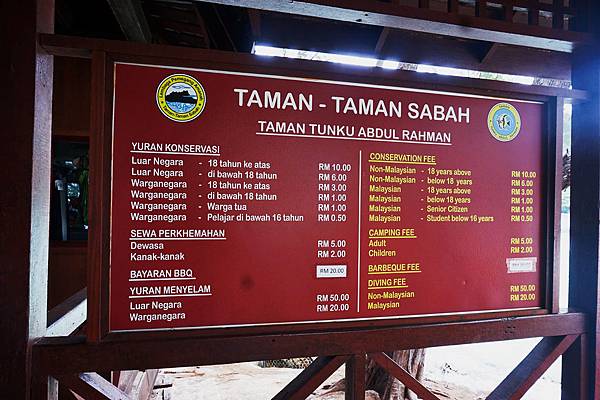 TAMAN - TAMAN SABAH
TAMAN TUNKU ABDUL RAHMAN
YURAN KONSERVASI
Luar Negara - 18 tahun ke atas RM 10.00
Luar Negara - di bawah 18 tahun RM 6.00
Warganegara - 18 tahun ke atas RM 3.00
Warganegara - di bawah 18 tahun RM 1.00
Warganegara - Warga tua RM 1.00
Warganegara - Pelajar di bawah 16 tahun RM 0.50
SEWA PERKHEMAHAN
Dewasa RM 5.00
Kanak-kanak RM 2.00
BAYARAN BBQ RM 20.00
YURAN MENYELAM
Luar Negara RM 50.00
Warganegara RM 20.00
CONSERVATION FEE
Non-Malaysian - 18 years above RM 10.00
Non-Malaysian - below 18 years RM 6.00
Malaysian - 18 years above RM 3.00
Malaysian - below 18 years RM 1.00
Malaysian - Senior Citizen RM 1.00
Malaysian - Student below 16 years RM 0.50
CAMPING FEE
Adult RM 5.00
Children RM 2.00
BARBEQUE FEE
DIVING FEE
Non-Malaysian RM 50.00
Malaysian RM 20.00